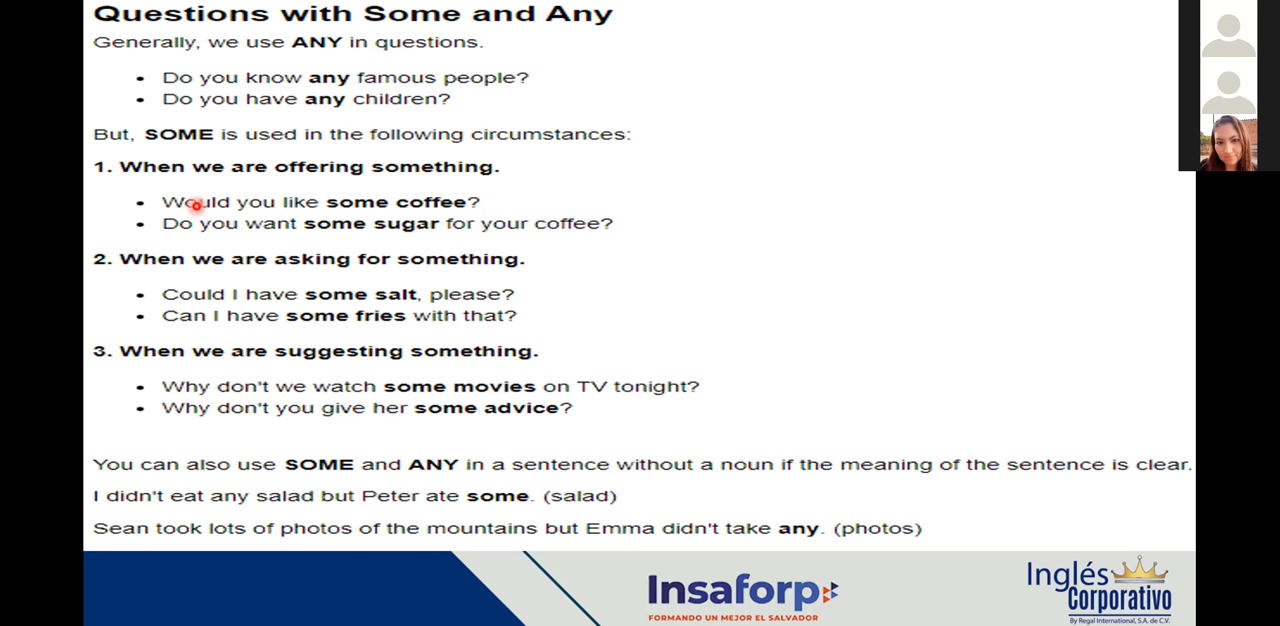 Questions with Some and Any
Generally, we use ANY in questions.
• Do you know any famous people?
• Do you have any children?
But, SOME is used in the following circumstances:
1. When we are offering something.
• Would you like some coffee?
• Do you want some sugar for your coffee?
2. When we are asking for something.
• Could I have some salt, please?
• Can I have some fries with that?
3. When we are suggesting something.
• Why don't we watch some movies on TV tonight?
• Why don't you give her some advice?
You can also use SOME and ANY in a sentence without a noun if the meaning of the sentence is clear.
I didn't eat any salad but Peter ate some. (salad)
Sean took lots of photos of the mountains but Emma didn't take any. (photos)
Insaforp
FORMANDO UN MEJOR EL SALVADOR
Inglés
Corporativo
By Regal International, S.A. de C.V.